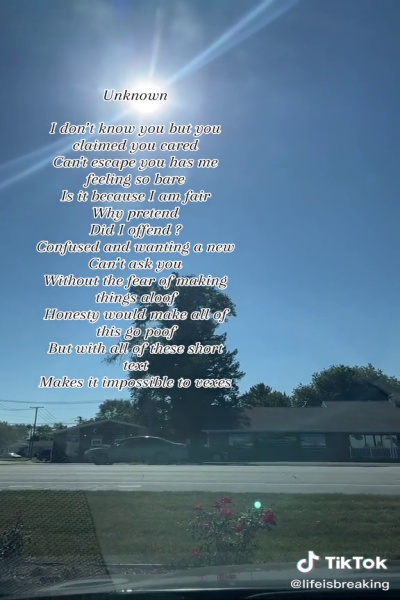 Unknown
I don't know you but you
claimed you cared
Can't escape you has me
feeling so bare
Is it because I am fair
Why pretend
Did I offend ?
Confused and wanting a new
Can't ask you
Without the fear of making
things aloof
Honesty would make all of
this go poof
But with all of these short
text
Makes it impossible to vexes
TikTok
@lifeisbreaking